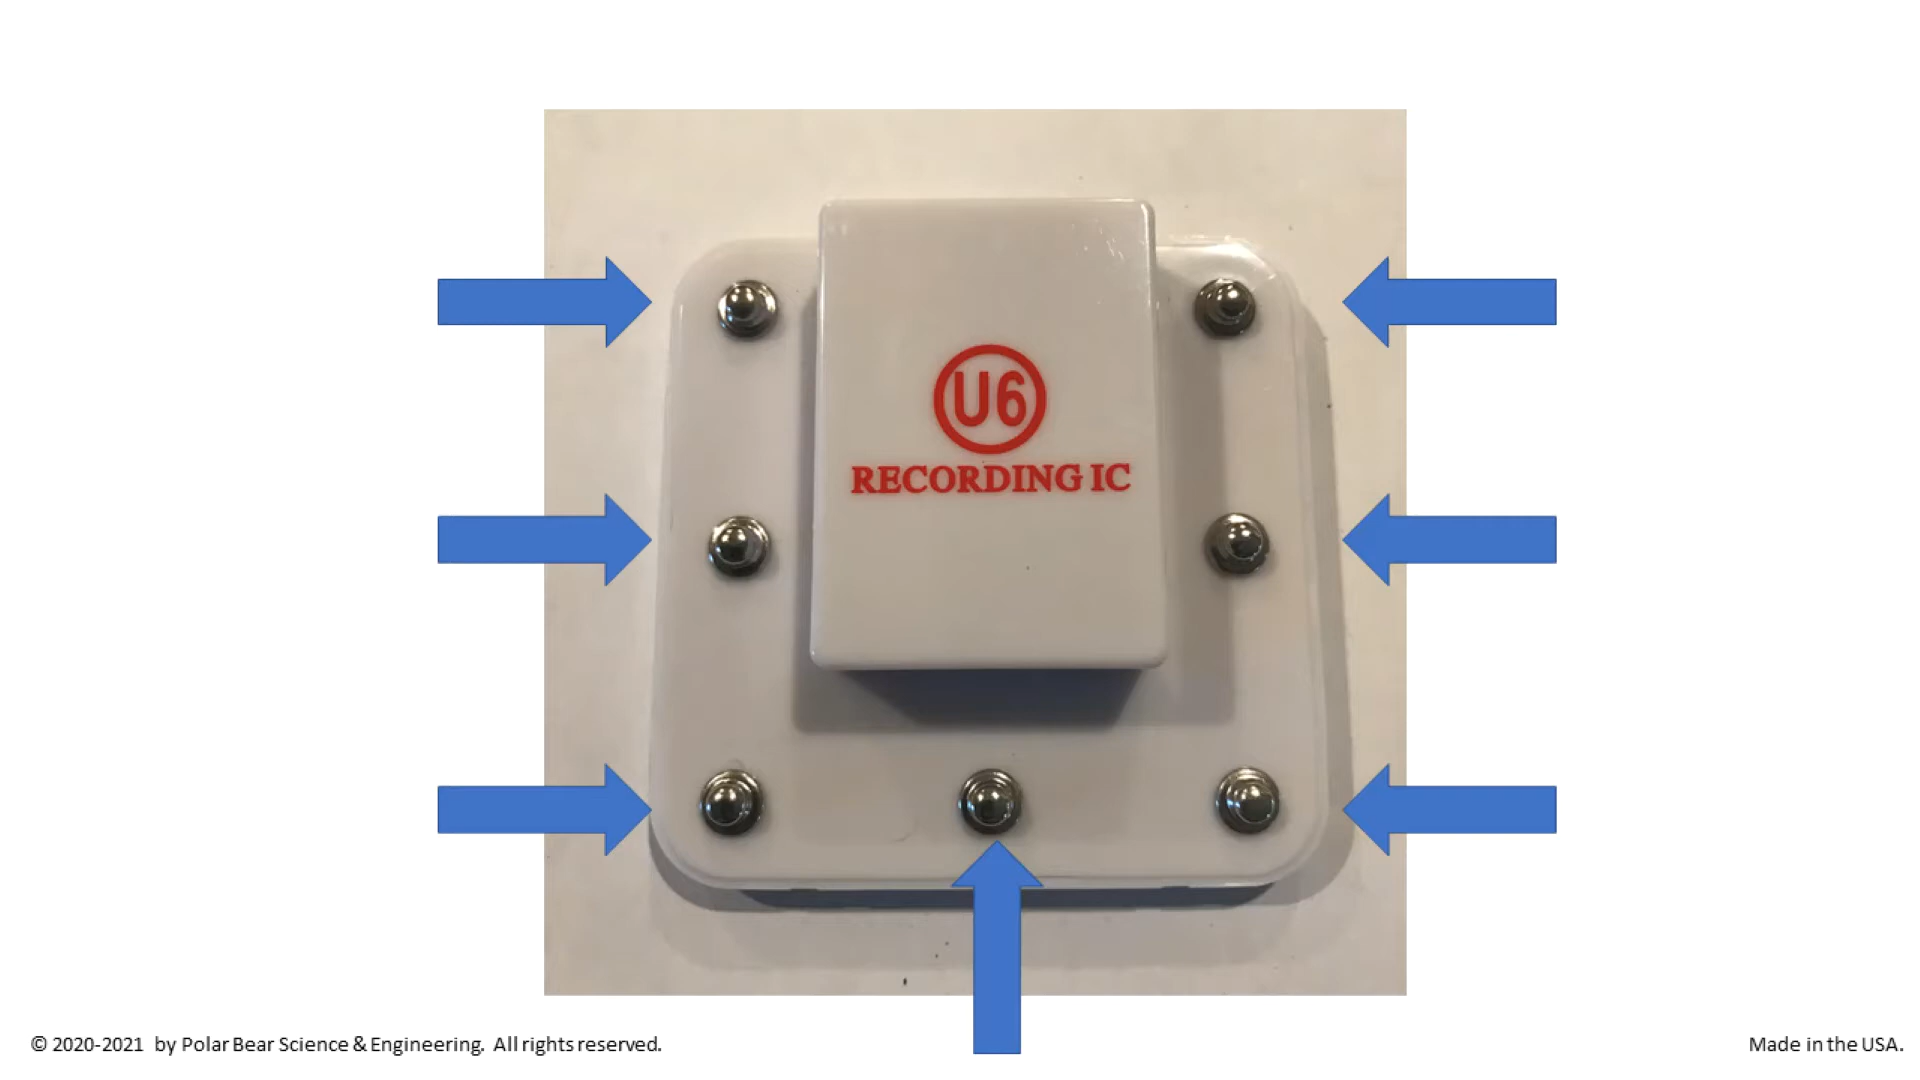 U6
RECORDING IC
© 2020-2021 by Polar Bear Science & Engineering. All rights reserved.
Made in the USA.